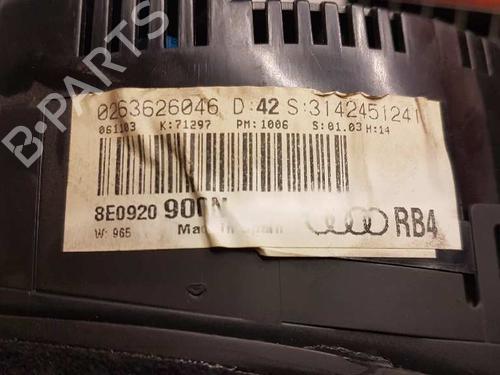 B-PARTS
0263626046 D:42 S:3142451241
061103 K:71297 PM:1006 S:01.03 H:14
8E0920 900N RB4
W: 965 Made in Spain